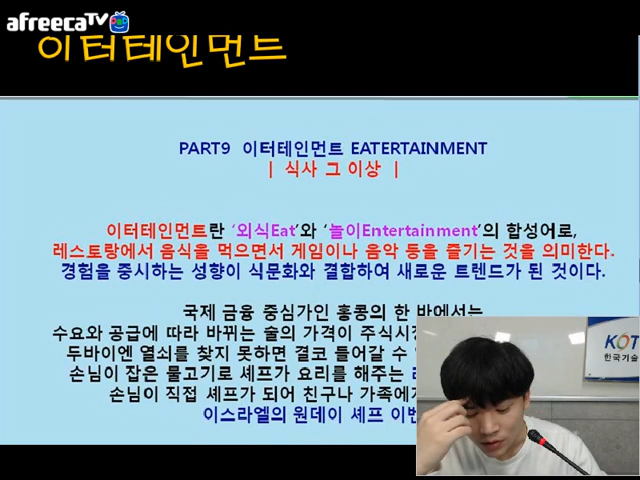 afreecaTV
이터테인먼트
PART9 이터테인먼트 EATERTAINMENT
| 식사 그 이상 |
이터테인먼트란 '외식Eat'와 '놀이Entertainment'의 합성어로,
레스토랑에서 음식을 먹으면서 게임이나 음악 등을 즐기는 것을 의미한다.
경험을 중시하는 성향이 식문화와 결합하여 새로운 트렌드가 된 것이다.
국제 금융 중심가인 홍콩의 한 바에서는
수요와 공급에 따라 바뀌는 술의 가격이 주식시장
두바이엔 열쇠를 찾지 못하면 결코 들어갈 수
손님이 잡은 물고기로 셰프가 요리를 해주는
손님이 직접 셰프가 되어 친구나 가족에게
이스라엘의 원데이 셰프 이벤
KOT
한국기술